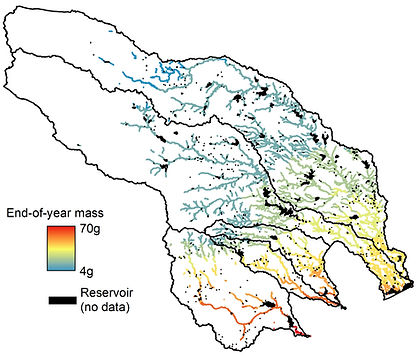 End-of-year mass
70g
4g
Reservoir
(no data)